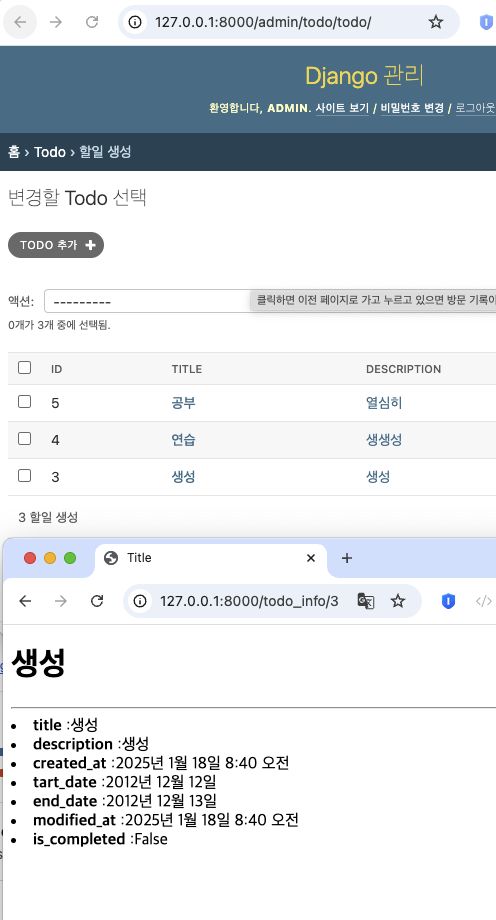 127.0.0.1:8000/admin/todo/todo/
Django 관리
환영합니다, ADMIN. 사이트 보기 / 비밀번호 변경 / 로그아웃
홈 › Todo › 할일 생성
변경할 Todo 선택
TODO 추가 +
액션: ---------
클릭하면 이전 페이지로 가고 누르고 있으면 방문 기록이
0개가 3개 중에 선택됨.
ID TITLE DESCRIPTION
5 공부 열심히
4 연습 생생성
3 생성 생성
3 할일 생성
Title
127.0.0.1:8000/todo_info/3
생성
title :생성
description :생성
created_at :2025년 1월 18일 8:40 오전
tart_date :2012년 12월 12일
end_date :2012년 12월 13일
modified_at :2025년 1월 18일 8:40 오전
is_completed :False